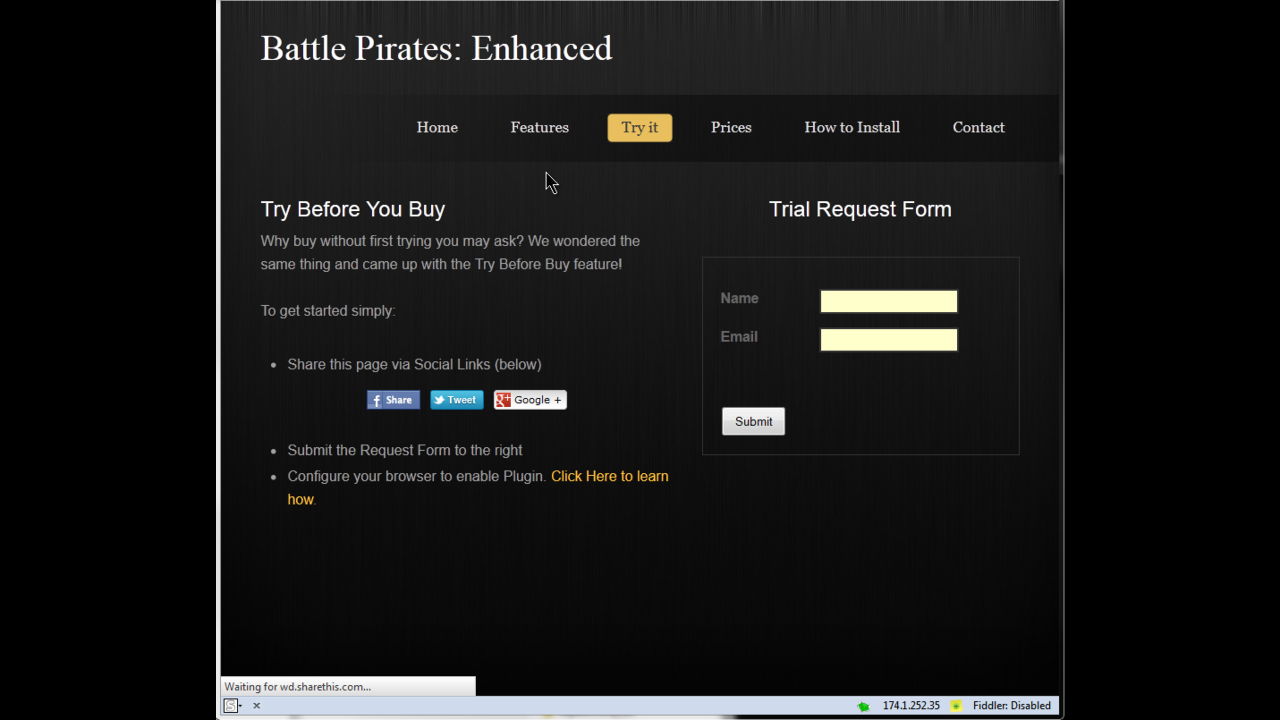 Battle Pirates: Enhanced
Home Features Try it Prices How to Install Contact
Try Before You Buy
Why buy without first trying you may ask? We wondered the
same thing and came up with the Try Before Buy feature!
To get started simply:
Share this page via Social Links (below)
Share Tweet Google +
Submit the Request Form to the right
Configure your browser to enable Plugin. Click Here to learn
how.
Trial Request Form
Name
Email
Submit
Waiting for wd.sharethis.com...
174.1.252.35 Fiddler: Disabled